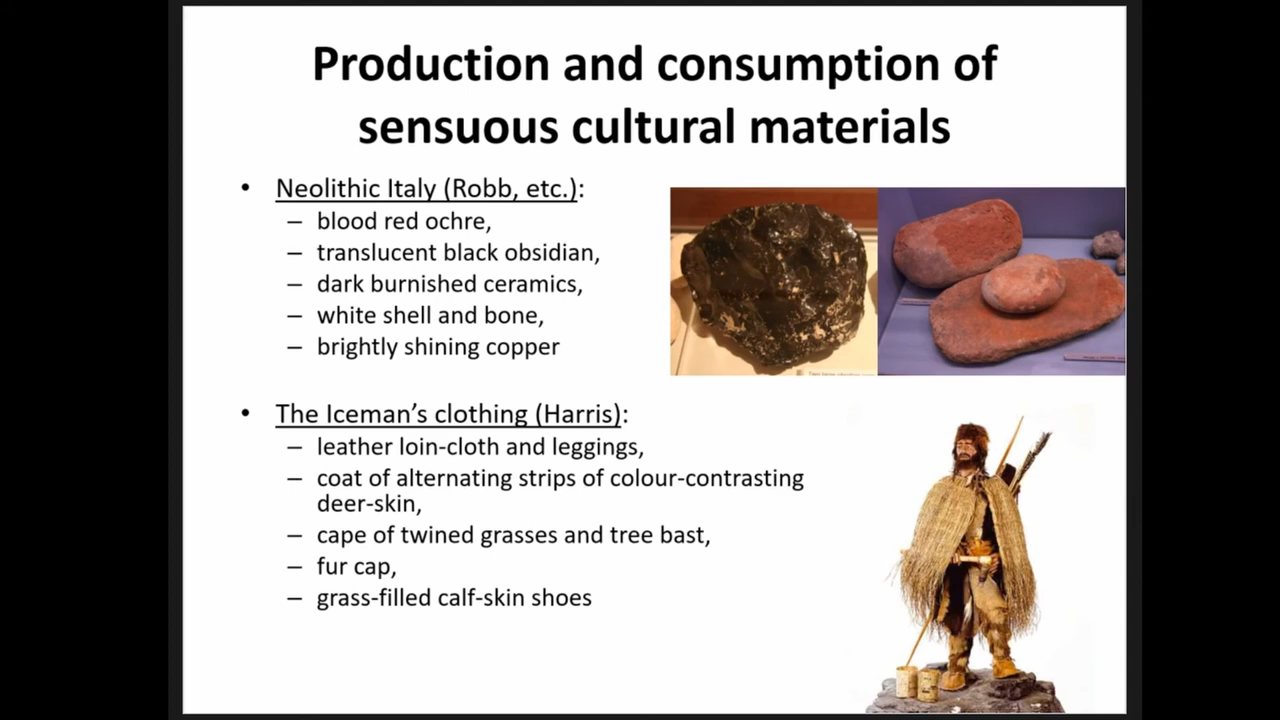 Production and consumption of
sensuous cultural materials
• Neolithic Italy (Robb, etc.):
– blood red ochre,
– translucent black obsidian,
– dark burnished ceramics,
– white shell and bone,
– brightly shining copper
• The Iceman’s clothing (Harris):
– leather loin-cloth and leggings,
– coat of alternating strips of colour-contrasting
deer-skin,
– cape of twined grasses and tree bast,
– fur cap,
– grass-filled calf-skin shoes